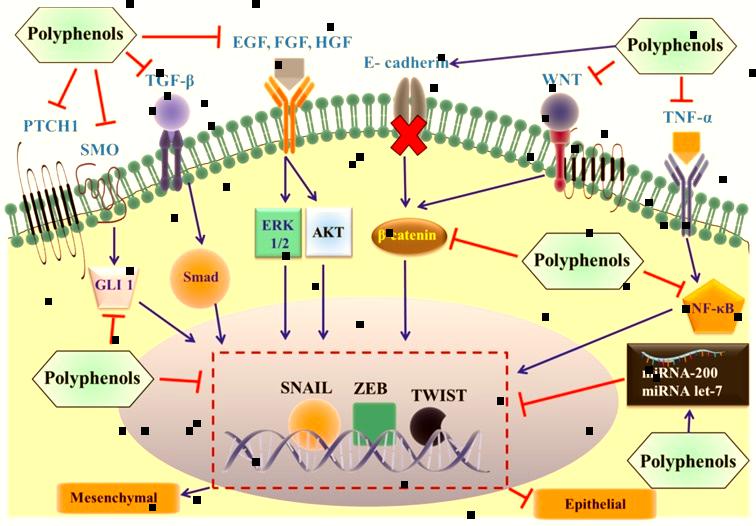 Polyphenols
EGF, FGF, HGF
E- cadherin
Polyphenols
TGF-β
WNT
PTCH1
SMO
TNF-α
ERK
1/2
AKT
β-catenin
Polyphenols
GLI 1
Smad
NF-κB
Polyphenols
SNAIL
ZEB
TWIST
miRNA-200
miRNA let-7
Polyphenols
Mesenchymal
Epithelial